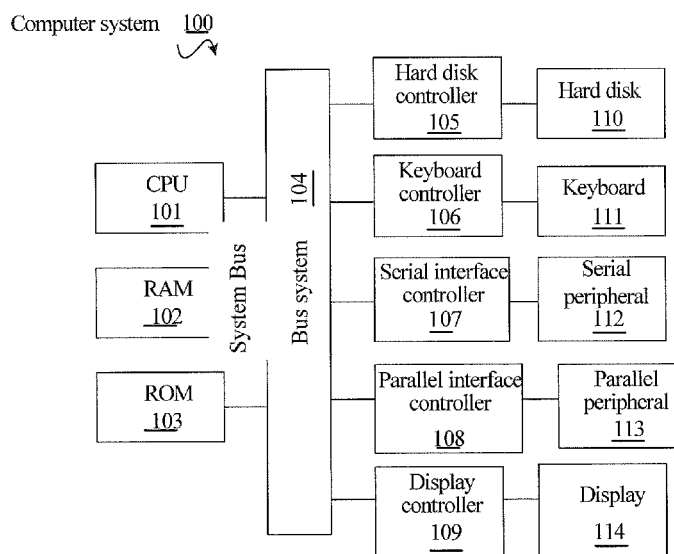 Computer system 100
Hard disk
controller
105
Hard disk
110
CPU
101
104
Keyboard
controller
106
Keyboard
111
System Bus
Bus system
RAM
102
Serial interface
controller
107
Serial
peripheral
112
ROM
103
Parallel interface
controller
108
Parallel
peripheral
113
Display
controller
109
Display
114